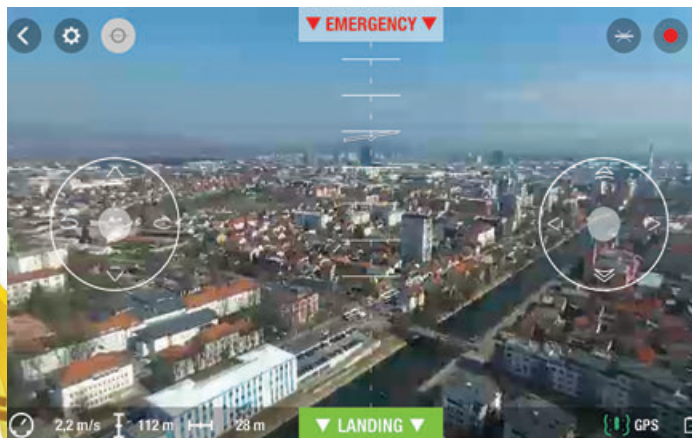 ▼ EMERGENCY ▼
2,2 m/s 112 m 28 m
▼ LANDING ▼
GPS